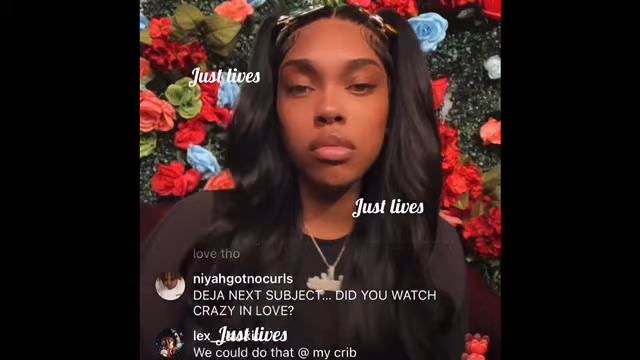 Just lives
Just lives
love tho
niyahgotnocurls
DEJA NEXT SUBJECT... DID YOU WATCH
CRAZY IN LOVE?
Just lives
We could do that @ my crib